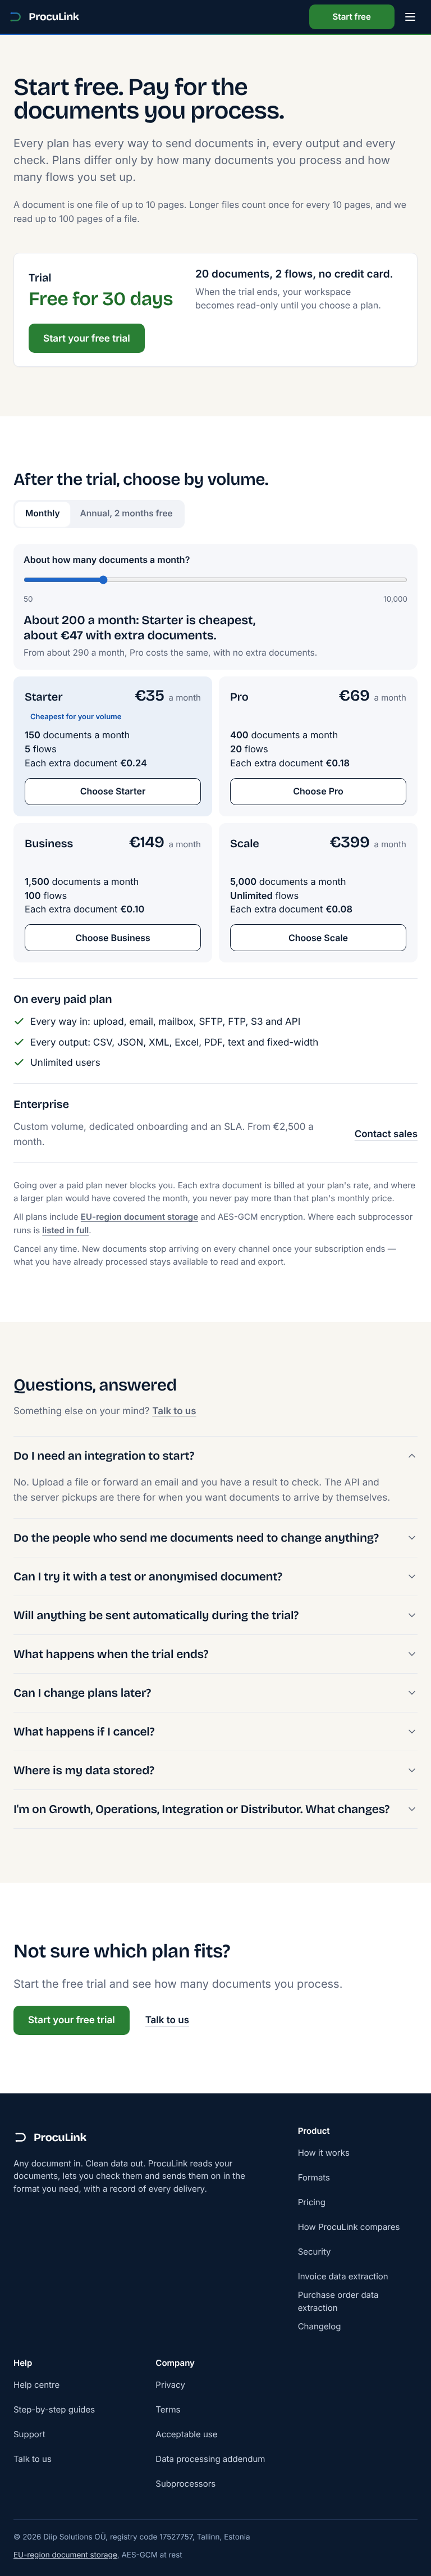 ProcuLink
Start free
Start free. Pay for the
documents you process.
Every plan has every way to send documents in, every output and every
check. Plans differ only by how many documents you process and how
many flows you set up.
A document is one file of up to 10 pages. Longer files count once for every 10 pages, and we
read up to 100 pages of a file.
Trial
Free for 30 days
Start your free trial
20 documents, 2 flows, no credit card.
When the trial ends, your workspace
becomes read-only until you choose a plan.
After the trial, choose by volume.
Monthly
Annual, 2 months free
About how many documents a month?
50
10,000
About 200 a month: Starter is cheapest,
about €47 with extra documents.
From about 290 a month, Pro costs the same, with no extra documents.
Starter
€35 a month
Cheapest for your volume
150 documents a month
5 flows
Each extra document €0.24
Choose Starter
Pro
€69 a month
400 documents a month
20 flows
Each extra document €0.18
Choose Pro
Business
€149 a month
1,500 documents a month
100 flows
Each extra document €0.10
Choose Business
Scale
€399 a month
5,000 documents a month
Unlimited flows
Each extra document €0.08
Choose Scale
On every paid plan
Every way in: upload, email, mailbox, SFTP, FTP, S3 and API
Every output: CSV, JSON, XML, Excel, PDF, text and fixed-width
Unlimited users
Enterprise
Custom volume, dedicated onboarding and an SLA. From €2,500 a
month.
Contact sales
Going over a paid plan never blocks you. Each extra document is billed at your plan's rate, and where
a larger plan would have covered the month, you never pay more than that plan's monthly price.
All plans include EU-region document storage and AES-GCM encryption. Where each subprocessor
runs is listed in full.
Cancel any time. New documents stop arriving on every channel once your subscription ends —
what you have already processed stays available to read and export.
Questions, answered
Something else on your mind? Talk to us
Do I need an integration to start?
No. Upload a file or forward an email and you have a result to check. The API and
the server pickups are there for when you want documents to arrive by themselves.
Do the people who send me documents need to change anything?
Can I try it with a test or anonymised document?
Will anything be sent automatically during the trial?
What happens when the trial ends?
Can I change plans later?
What happens if I cancel?
Where is my data stored?
I'm on Growth, Operations, Integration or Distributor. What changes?
Not sure which plan fits?
Start the free trial and see how many documents you process.
Start your free trial
Talk to us
ProcuLink
Any document in. Clean data out. ProcuLink reads your
documents, lets you check them and sends them on in the
format you need, with a record of every delivery.
Product
How it works
Formats
Pricing
How ProcuLink compares
Security
Invoice data extraction
Purchase order data
extraction
Changelog
Help
Help centre
Step-by-step guides
Support
Talk to us
Company
Privacy
Terms
Acceptable use
Data processing addendum
Subprocessors
© 2026 Diip Solutions OÜ, registry code 17527757, Tallinn, Estonia
EU-region document storage, AES-GCM at rest